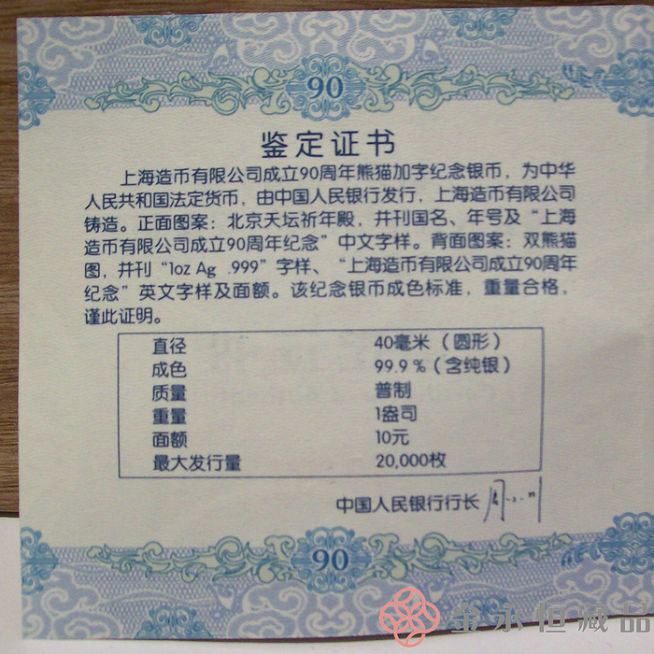 90
鉴定证书
上海造币有限公司成立90周年熊猫加字纪念银币，为中华
人民共和国法定货币，由中国人民银行发行，上海造币有限公司
铸造。正面图案：北京天坛祈年殿，并刊国名、年号及“上海
造币有限公司成立90周年纪念”中文字样。背面图案：双熊猫
图，并刊“1oz Ag .999”字样、“上海造币有限公司成立90周年
纪念”英文字样及面额。该纪念银币成色标准，重量合格，
谨此证明。
直径 40毫米（圆形）
成色 99.9%（含纯银）
质量 普制
重量 1盎司
面额 10元
最大发行量 20,000枚
中国人民银行行长 周小川
90
金永恒藏品